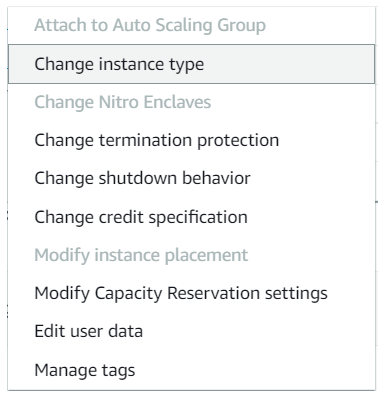 Attach to Auto Scaling Group
Change instance type
Change Nitro Enclaves
Change termination protection
Change shutdown behavior
Change credit specification
Modify instance placement
Modify Capacity Reservation settings
Edit user data
Manage tags